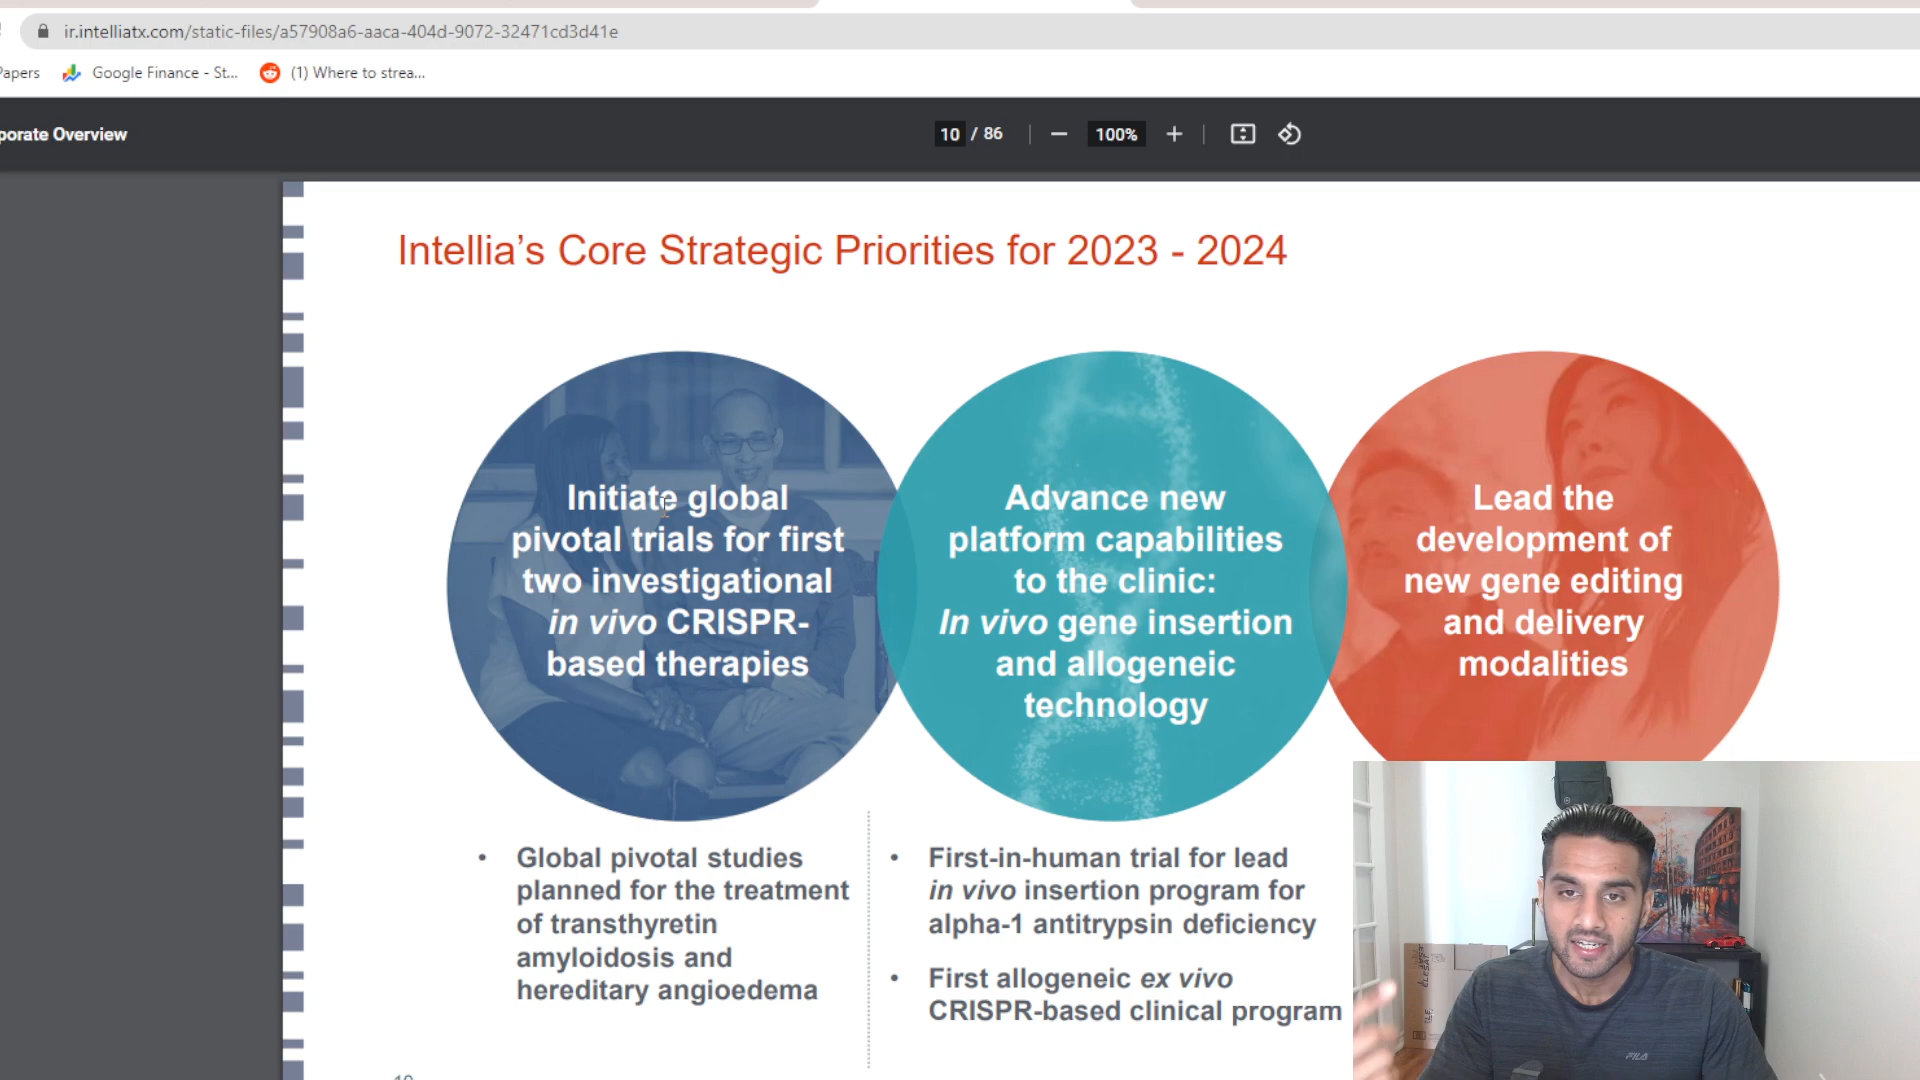 ir.intelliatx.com/static-files/a57908a6-aaca-404d-9072-32471cd3d41e
Papers
Google Finance - St...
(1) Where to strea...
porate Overview
10 / 86
100%
Intellia's Core Strategic Priorities for 2023 - 2024
Initiate global
pivotal trials for first
two investigational
in vivo CRISPR-
based therapies
Advance new
platform capabilities
to the clinic:
In vivo gene insertion
and allogeneic
technology
Lead the
development of
new gene editing
and delivery
modalities
• Global pivotal studies
planned for the treatment
of transthyretin
amyloidosis and
hereditary angioedema
• First-in-human trial for lead
in vivo insertion program for
alpha-1 antitrypsin deficiency
• First allogeneic ex vivo
CRISPR-based clinical program
FILA